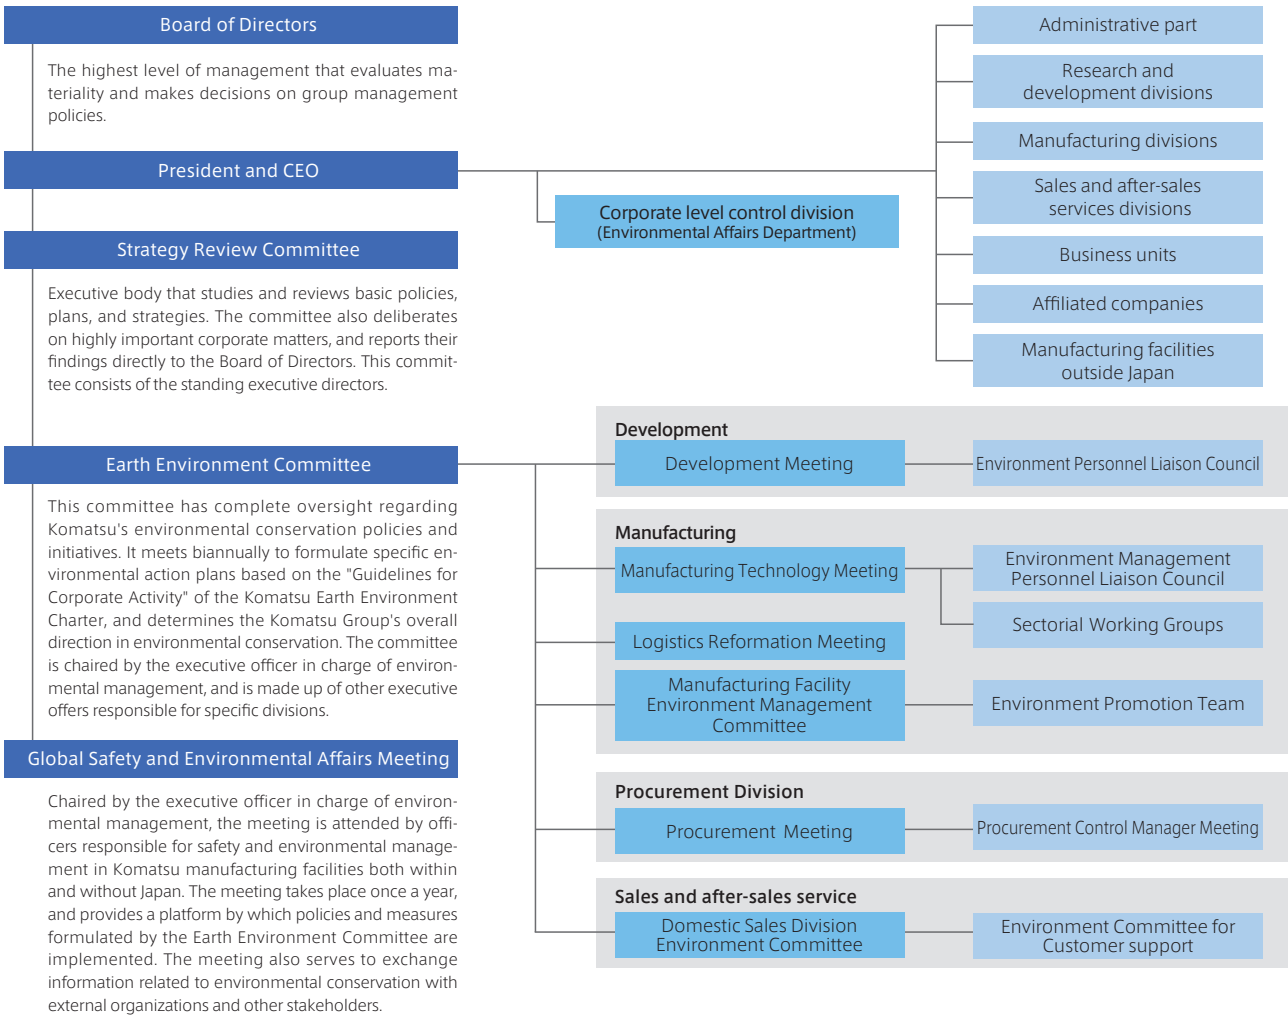 Board of Directors
The highest level of management that evaluates ma-
teriality and makes decisions on group management
policies.
President and CEO
Strategy Review Committee
Executive body that studies and reviews basic policies,
plans, and strategies. The committee also deliberates
on highly important corporate matters, and reports their
findings directly to the Board of Directors. This commit-
tee consists of the standing executive directors.
Earth Environment Committee
This committee has complete oversight regarding
Komatsu's environmental conservation policies and
initiatives. It meets biannually to formulate specific en-
vironmental action plans based on the "Guidelines for
Corporate Activity" of the Komatsu Earth Environment
Charter, and determines the Komatsu Group's overall
direction in environmental conservation. The committee
is chaired by the executive officer in charge of environ-
mental management, and is made up of other executive
offers responsible for specific divisions.
Global Safety and Environmental Affairs Meeting
Chaired by the executive officer in charge of environ-
mental management, the meeting is attended by offi-
cers responsible for safety and environmental manage-
ment in Komatsu manufacturing facilities both within
and without Japan. The meeting takes place once a year,
and provides a platform by which policies and measures
formulated by the Earth Environment Committee are
implemented. The meeting also serves to exchange
information related to environmental conservation with
external organizations and other stakeholders.
Corporate level control division
(Environmental Affairs Department)
Administrative part
Research and
development divisions
Manufacturing divisions
Sales and after-sales
services divisions
Business units
Affiliated companies
Manufacturing facilities
outside Japan
Development
Development Meeting
Environment Personnel Liaison Council
Manufacturing
Manufacturing Technology Meeting
Environment Management
Personnel Liaison Council
Sectorial Working Groups
Logistics Reformation Meeting
Manufacturing Facility
Environment Management
Committee
Environment Promotion Team
Procurement Division
Procurement Meeting
Procurement Control Manager Meeting
Sales and after-sales service
Domestic Sales Division
Environment Committee
Environment Committee for
Customer support